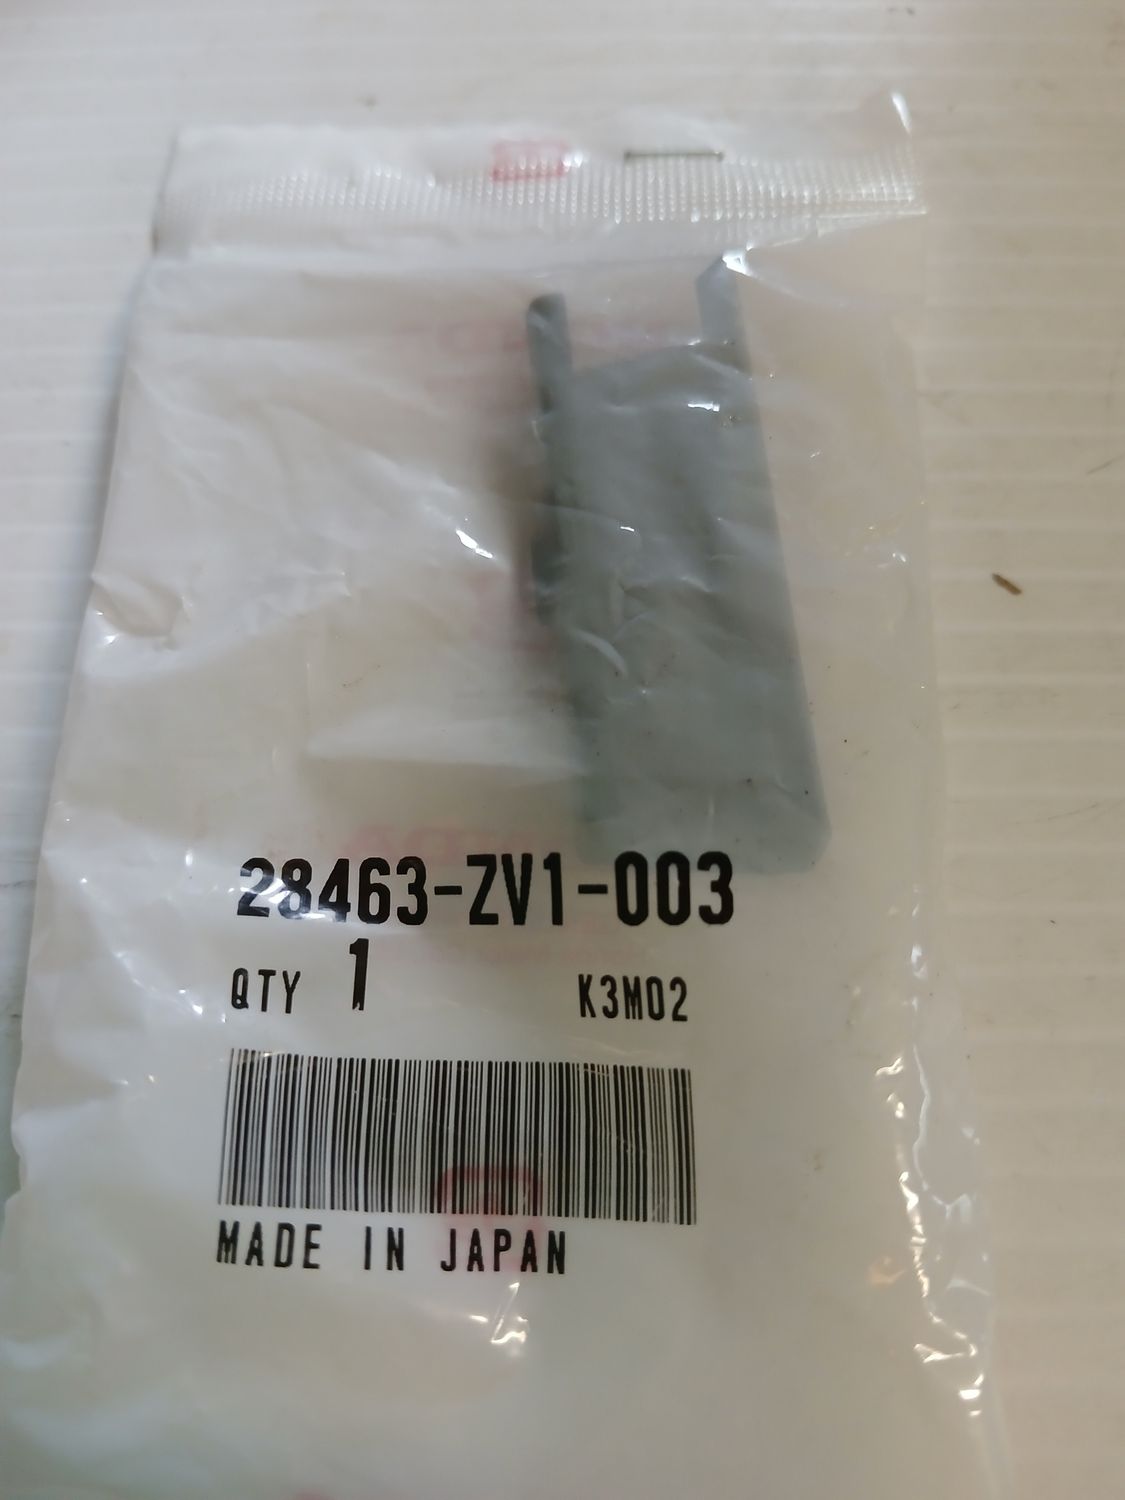 28463-ZV1-003
QTY 1 K3M02
MADE IN JAPAN